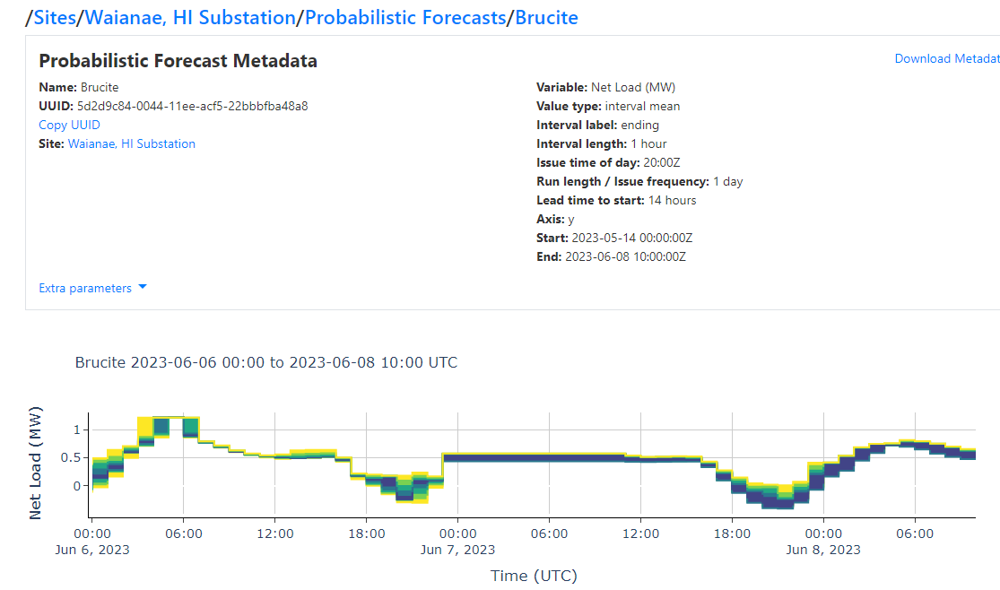 /Sites/Waianae, HI Substation/Probabilistic Forecasts/Brucite
Probabilistic Forecast Metadata
Download Metadat
Name: Brucite
UUID: 5d2d9c84-0044-11ee-acf5-22bbbfba48a8
Copy UUID
Site: Waianae, HI Substation
Variable: Net Load (MW)
Value type: interval mean
Interval label: ending
Interval length: 1 hour
Issue time of day: 20:00Z
Run length / Issue frequency: 1 day
Lead time to start: 14 hours
Axis: y
Start: 2023-05-14 00:00:00Z
End: 2023-06-08 10:00:00Z
Extra parameters
Brucite 2023-06-06 00:00 to 2023-06-08 10:00 UTC
Net Load (MW)
1
0.5
0
00:00 06:00 12:00 18:00 00:00 06:00 12:00 18:00 00:00 06:00
Jun 6, 2023 Jun 7, 2023 Jun 8, 2023
Time (UTC)